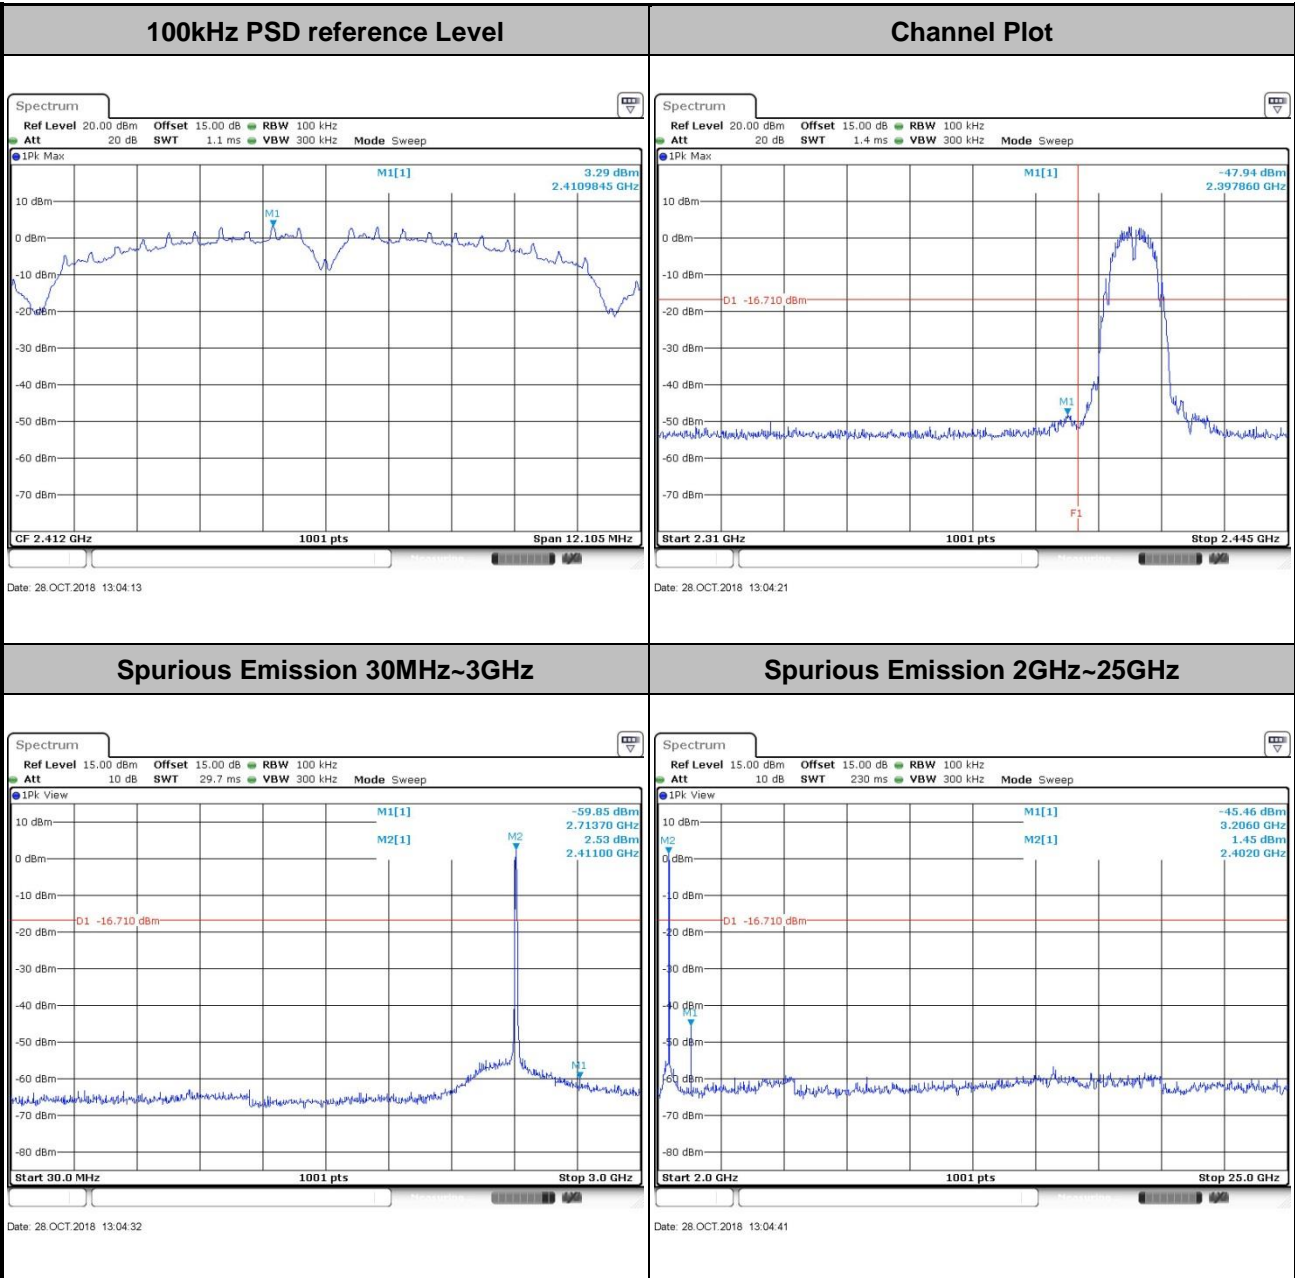 100kHz PSD reference Level
Channel Plot
Spectrum
Ref Level 20.00 dBm Offset 15.00 dB RBW 100 kHz
Att 20 dB SWT 1.1 ms VBW 300 kHz Mode Sweep
1Pk Max
M1[1] 3.29 dBm
2.4109845 GHz
M1
10 dBm
0 dBm
-10 dBm
-20 dBm
-30 dBm
-40 dBm
-50 dBm
-60 dBm
-70 dBm
CF 2.412 GHz 1001 pts Span 12.105 MHz
Date: 28.OCT.2018 13:04:13
Spectrum
Ref Level 20.00 dBm Offset 15.00 dB RBW 100 kHz
Att 20 dB SWT 1.4 ms VBW 300 kHz Mode Sweep
1Pk Max
M1[1] -47.94 dBm
2.397860 GHz
10 dBm
0 dBm
-10 dBm
D1 -16.710 dBm
-20 dBm
-30 dBm
-40 dBm
M1
-50 dBm
-60 dBm
-70 dBm
F1
Start 2.31 GHz 1001 pts Stop 2.445 GHz
Date: 28.OCT.2018 13:04:21
Spurious Emission 30MHz~3GHz
Spurious Emission 2GHz~25GHz
Spectrum
Ref Level 15.00 dBm Offset 15.00 dB RBW 100 kHz
Att 10 dB SWT 29.7 ms VBW 300 kHz Mode Sweep
1Pk View
M1[1] -59.85 dBm
2.71370 GHz
M2[1] 2.53 dBm
2.41100 GHz
M2
10 dBm
0 dBm
-10 dBm
D1 -16.710 dBm
-20 dBm
-30 dBm
-40 dBm
-50 dBm
M1
-60 dBm
-70 dBm
-80 dBm
Start 30.0 MHz 1001 pts Stop 3.0 GHz
Date: 28.OCT.2018 13:04:32
Spectrum
Ref Level 15.00 dBm Offset 15.00 dB RBW 100 kHz
Att 10 dB SWT 230 ms VBW 300 kHz Mode Sweep
1Pk View
M1[1] -45.46 dBm
3.2060 GHz
M2[1] 1.45 dBm
2.4020 GHz
10 dBm
M2
0 dBm
-10 dBm
D1 -16.710 dBm
-20 dBm
-30 dBm
-40 dBm
M1
-50 dBm
-60 dBm
-70 dBm
-80 dBm
Start 2.0 GHz 1001 pts Stop 25.0 GHz
Date: 28.OCT.2018 13:04:41